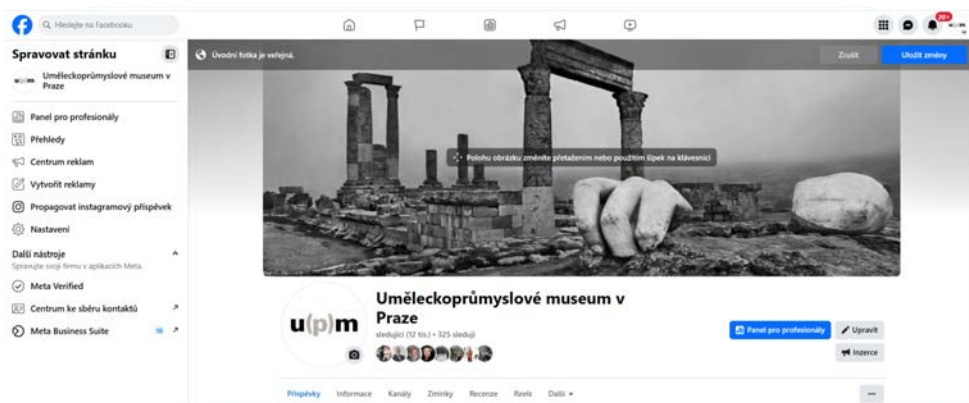 Hledejte na Facebooku
20+
Spravovat stránku
Uměleckoprůmyslové museum v
Praze
Panel pro profesionály
Přehledy
Centrum reklam
Vytvořit reklamy
Propagovat instagramový příspěvek
Nastavení
Další nástroje
Spravujte svoji firmu v aplikacích Meta.
Meta Verified
Centrum ke sběru kontaktů
Meta Business Suite
Úvodní fotka je veřejná.
Zrušit
Uložit změny
Polohu obrázku změníte přetažením nebo použitím šipek na klávesnici
u(p)m
Uměleckoprůmyslové museum v
Praze
sledující (12 tis.) • 325 sleduji
Panel pro profesionály
Upravit
Inzerce
Příspěvky Informace Kanály Zmínky Recenze Reels Další